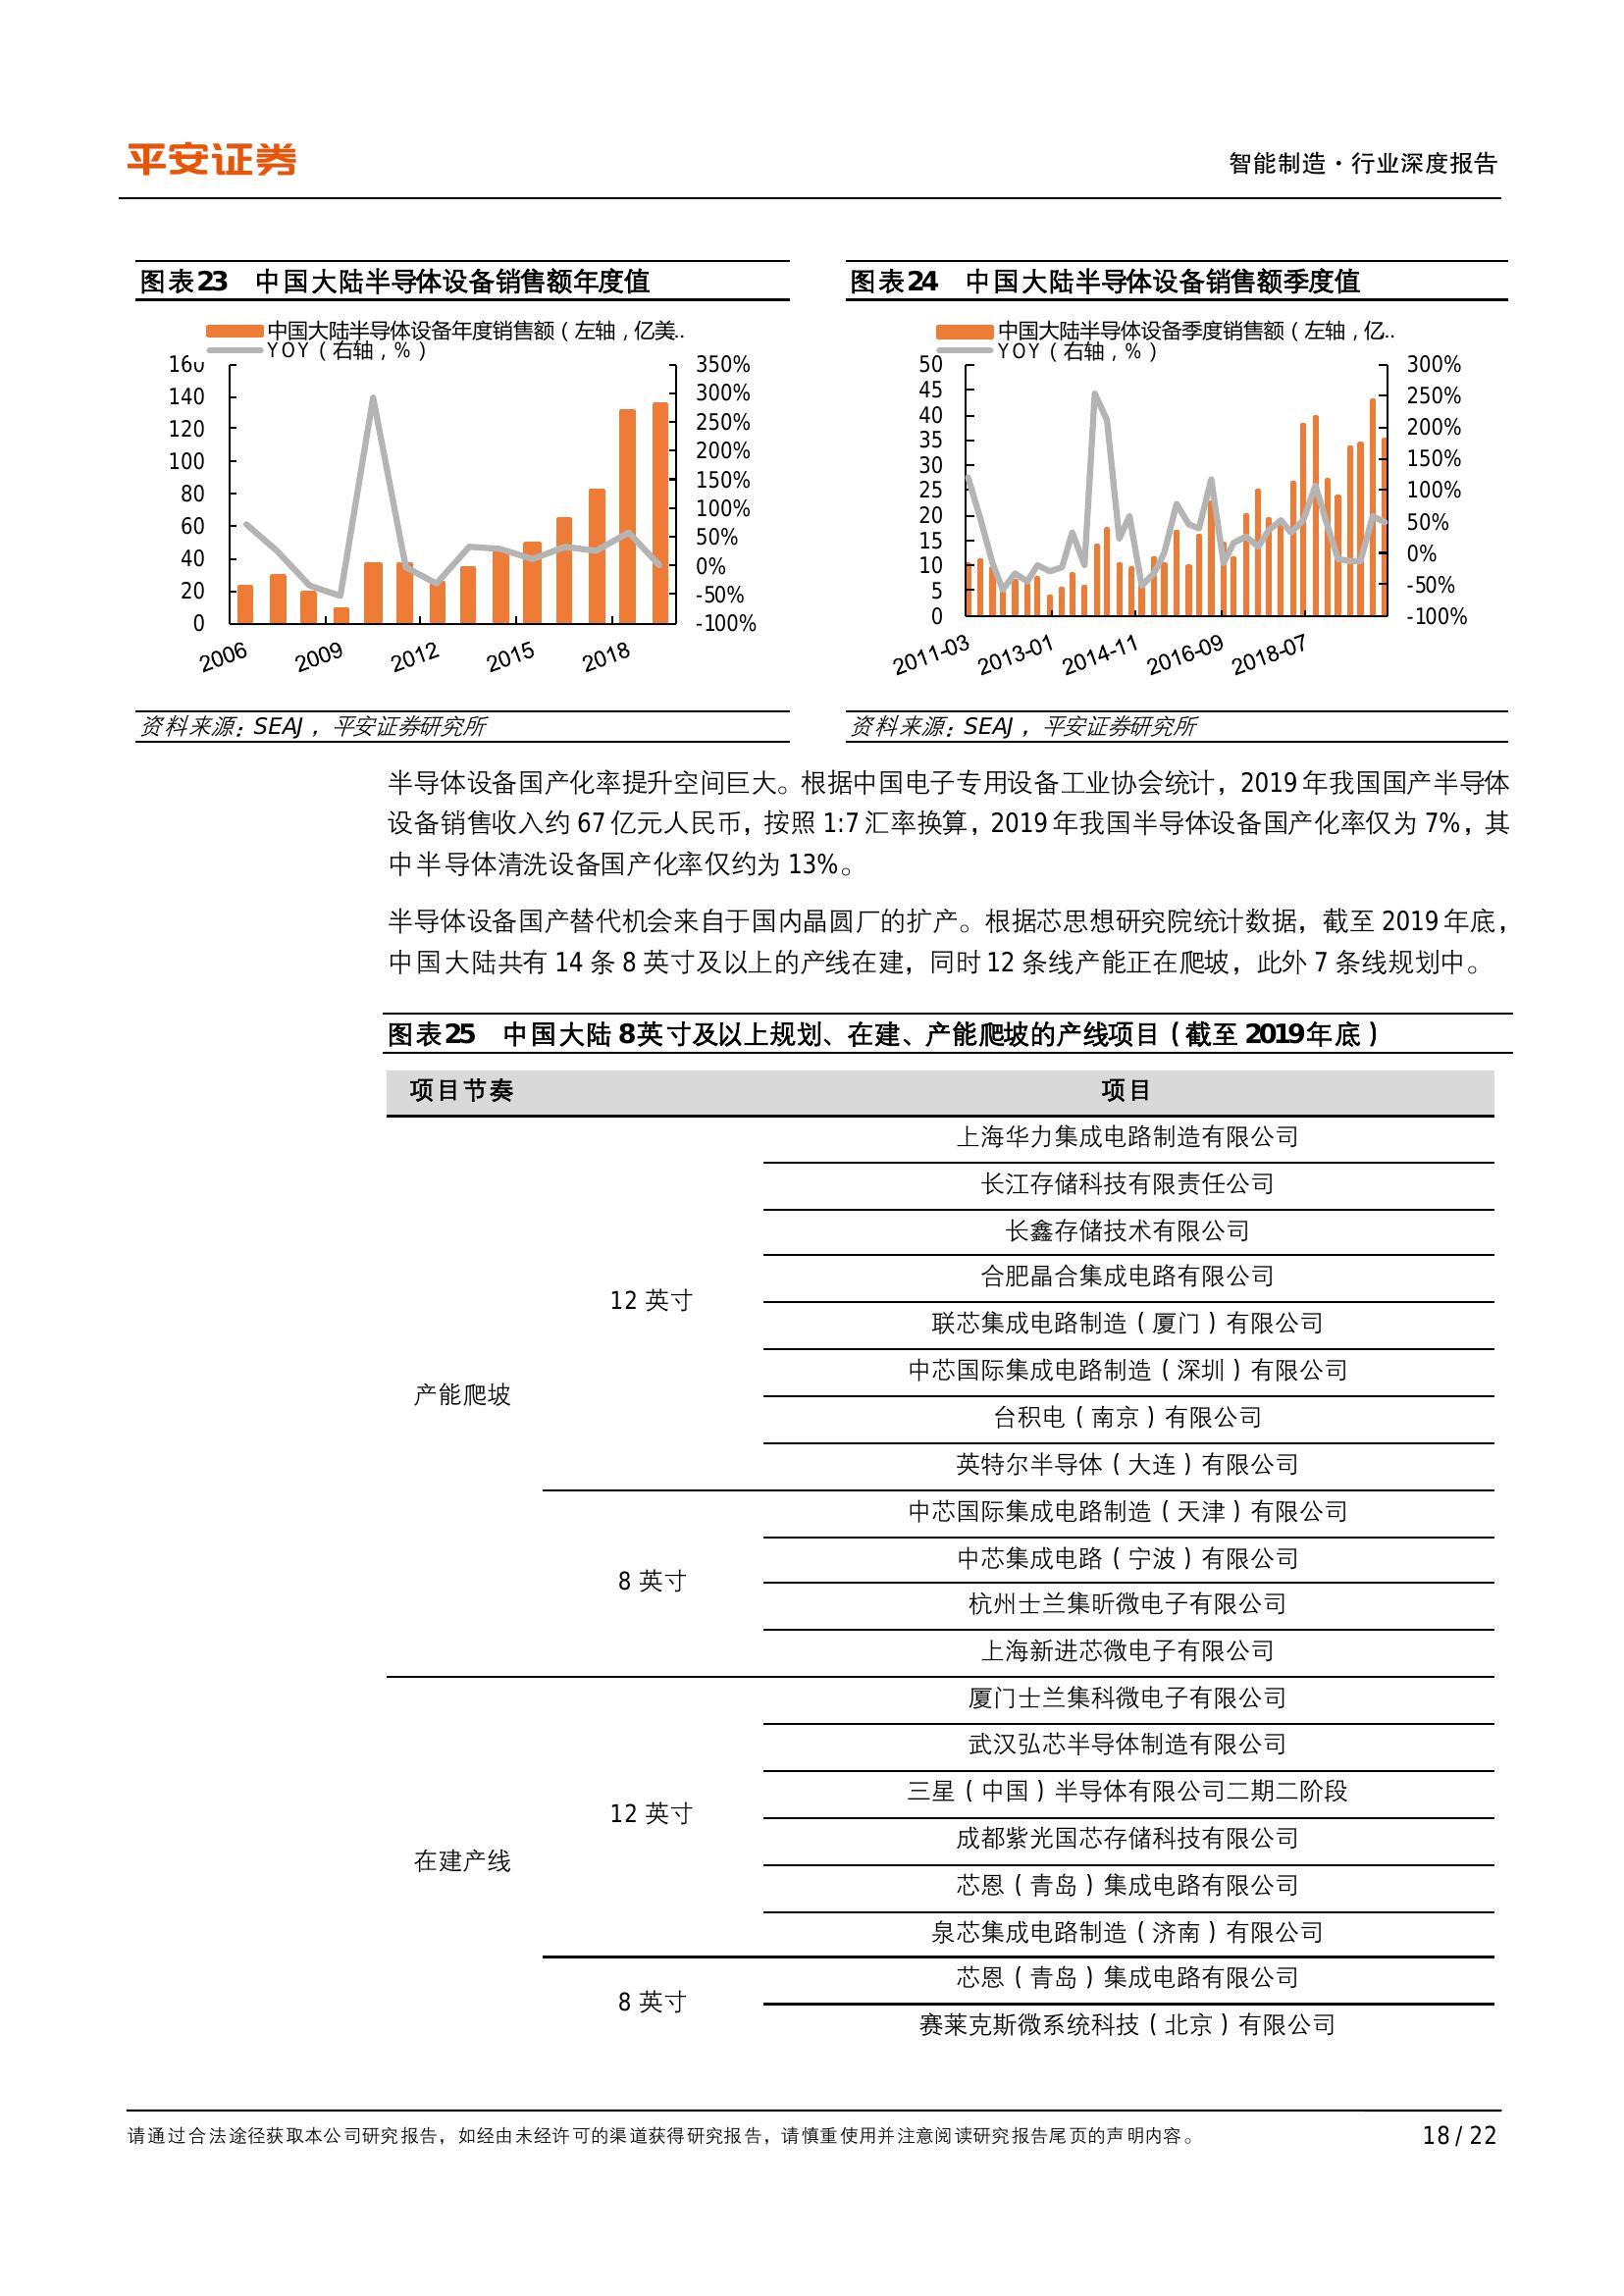 平安证券
智能制造·行业深度报告
图表23 中国大陆半导体设备销售额年度值
中国大陆半导体设备年度销售额（左轴，亿美..
YOY（右轴，%）
160
140
120
100
80
60
40
20
0
350%
300%
250%
200%
150%
100%
50%
0%
-50%
-100%
2006
2009
2012
2015
2018
资料来源：SEAJ，平安证券研究所
图表24 中国大陆半导体设备销售额季度值
中国大陆半导体设备季度销售额（左轴，亿..
YOY（右轴，%）
50
45
40
35
30
25
20
15
10
5
0
300%
250%
200%
150%
100%
50%
0%
-50%
-100%
2011-03
2013-01
2014-11
2016-09
2018-07
资料来源：SEAJ，平安证券研究所
半导体设备国产化率提升空间巨大。根据中国电子专用设备工业协会统计，2019 年我国国产半导体
设备销售收入约 67 亿元人民币，按照 1:7 汇率换算，2019 年我国半导体设备国产化率仅为 7%，其
中半导体清洗设备国产化率仅约为 13%。
半导体设备国产替代机会来自于国内晶圆厂的扩产。根据芯思想研究院统计数据，截至 2019 年底，
中国大陆共有 14 条 8 英寸及以上的产线在建，同时 12 条线产能正在爬坡，此外 7 条线规划中。
图表25 中国大陆 8英寸及以上规划、在建、产能爬坡的产线项目（截至 2019年底）
项目节奏 项目
产能爬坡
12 英寸
上海华力集成电路制造有限公司
长江存储科技有限责任公司
长鑫存储技术有限公司
合肥晶合集成电路有限公司
联芯集成电路制造（厦门）有限公司
中芯国际集成电路制造（深圳）有限公司
台积电（南京）有限公司
英特尔半导体（大连）有限公司
8 英寸
中芯国际集成电路制造（天津）有限公司
中芯集成电路（宁波）有限公司
杭州士兰集昕微电子有限公司
上海新进芯微电子有限公司
在建产线
12 英寸
厦门士兰集科微电子有限公司
武汉弘芯半导体制造有限公司
三星（中国）半导体有限公司二期二阶段
成都紫光国芯存储科技有限公司
芯恩（青岛）集成电路有限公司
泉芯集成电路制造（济南）有限公司
8 英寸
芯恩（青岛）集成电路有限公司
赛莱克斯微系统科技（北京）有限公司
请通过合法途径获取本公司研究报告，如经由未经许可的渠道获得研究报告，请慎重使用并注意阅读研究报告尾页的声明内容。
18 / 22